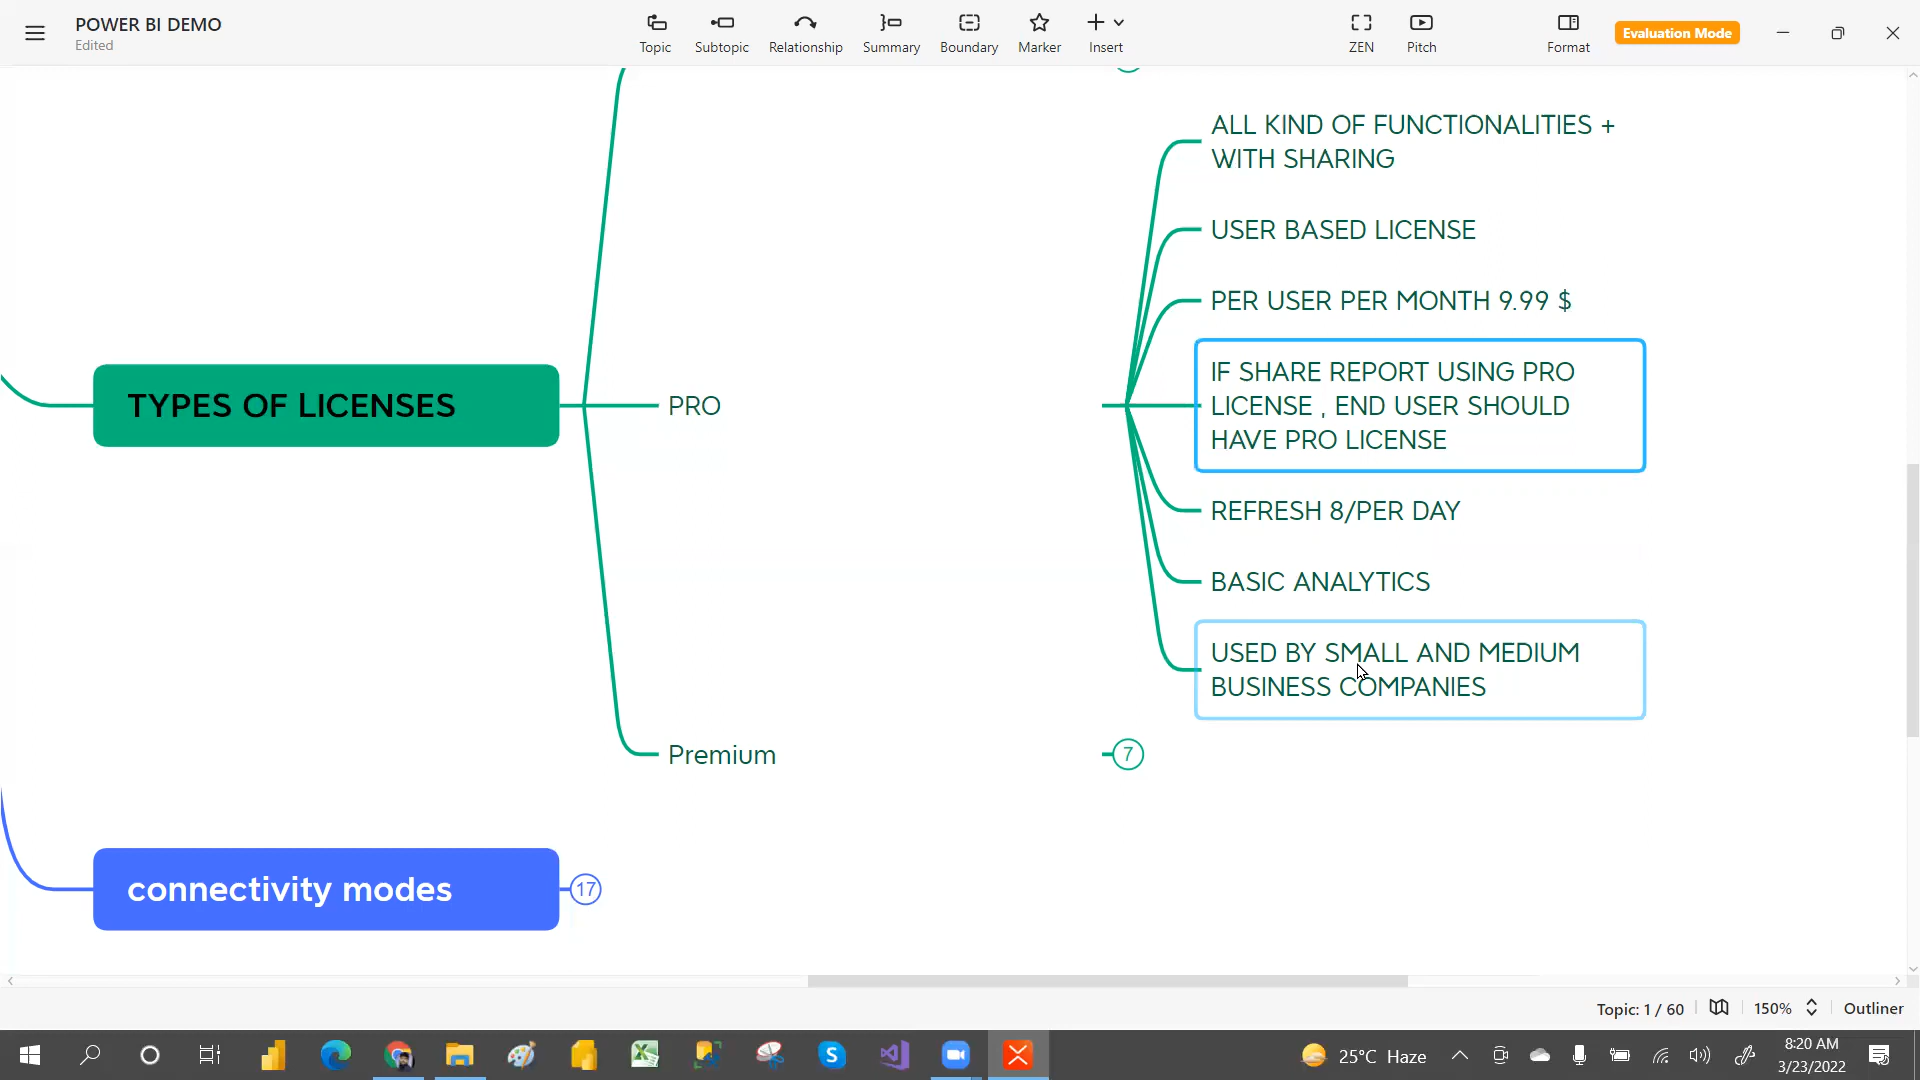 POWER BI DEMO
Edited
Topic
Subtopic
Relationship
Summary
Boundary
Marker
Insert
ZEN
Pitch
Format
Evaluation Mode
ALL KIND OF FUNCTIONALITIES +
WITH SHARING
USER BASED LICENSE
PER USER PER MONTH 9.99 $
IF SHARE REPORT USING PRO
LICENSE , END USER SHOULD
HAVE PRO LICENSE
TYPES OF LICENSES
PRO
REFRESH 8/PER DAY
BASIC ANALYTICS
USED BY SMALL AND MEDIUM
BUSINESS COMPANIES
Premium
7
connectivity modes
17
Topic: 1 / 60
150%
Outliner
25°C Haze
8:20 AM
3/23/2022